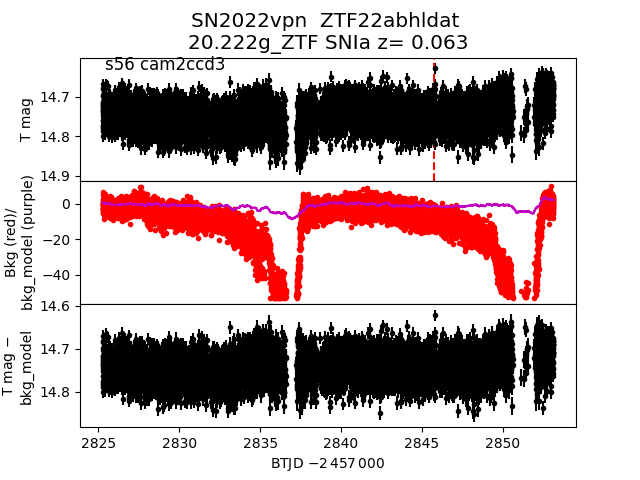 SN2022vpn  ZTF22abhldat
20.222g_ZTF SNIa z= 0.063
s56 cam2ccd3
14.7
14.8
14.9
T mag
0
−20
−40
Bkg (red)/
bkg_model (purple)
14.6
14.7
14.8
T mag −
bkg_model
2825
2830
2835
2840
2845
2850
BTJD −2 457 000